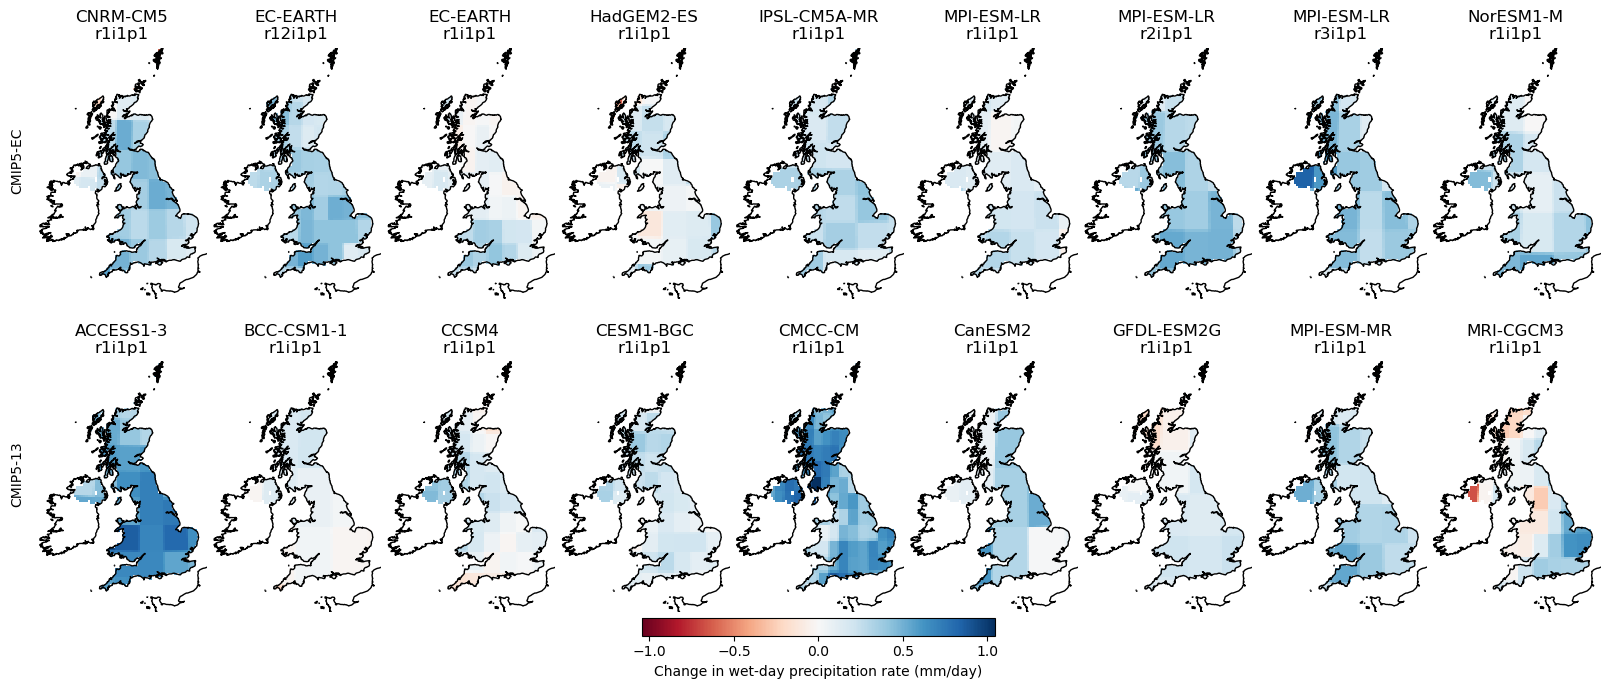 CNRM-CM5 EC-EARTH EC-EARTH HadGEM2-ES IPSL-CM5A-MR MPI-ESM-LR MPI-ESM-LR MPI-ESM-LR NorESM1-M
r1i1p1 r12i1p1 r1i1p1 r1i1p1 r1i1p1 r1i1p1 r2i1p1 r3i1p1 r1i1p1
CMIP5-EC
ACCESS1-3 BCC-CSM1-1 CCSM4 CESM1-BGC CMCC-CM CanESM2 GFDL-ESM2G MPI-ESM-MR MRI-CGCM3
r1i1p1 r1i1p1 r1i1p1 r1i1p1 r1i1p1 r1i1p1 r1i1p1 r1i1p1 r1i1p1
CMIP5-13
−1.0 −0.5 0.0 0.5 1.0
Change in wet-day precipitation rate (mm/day)